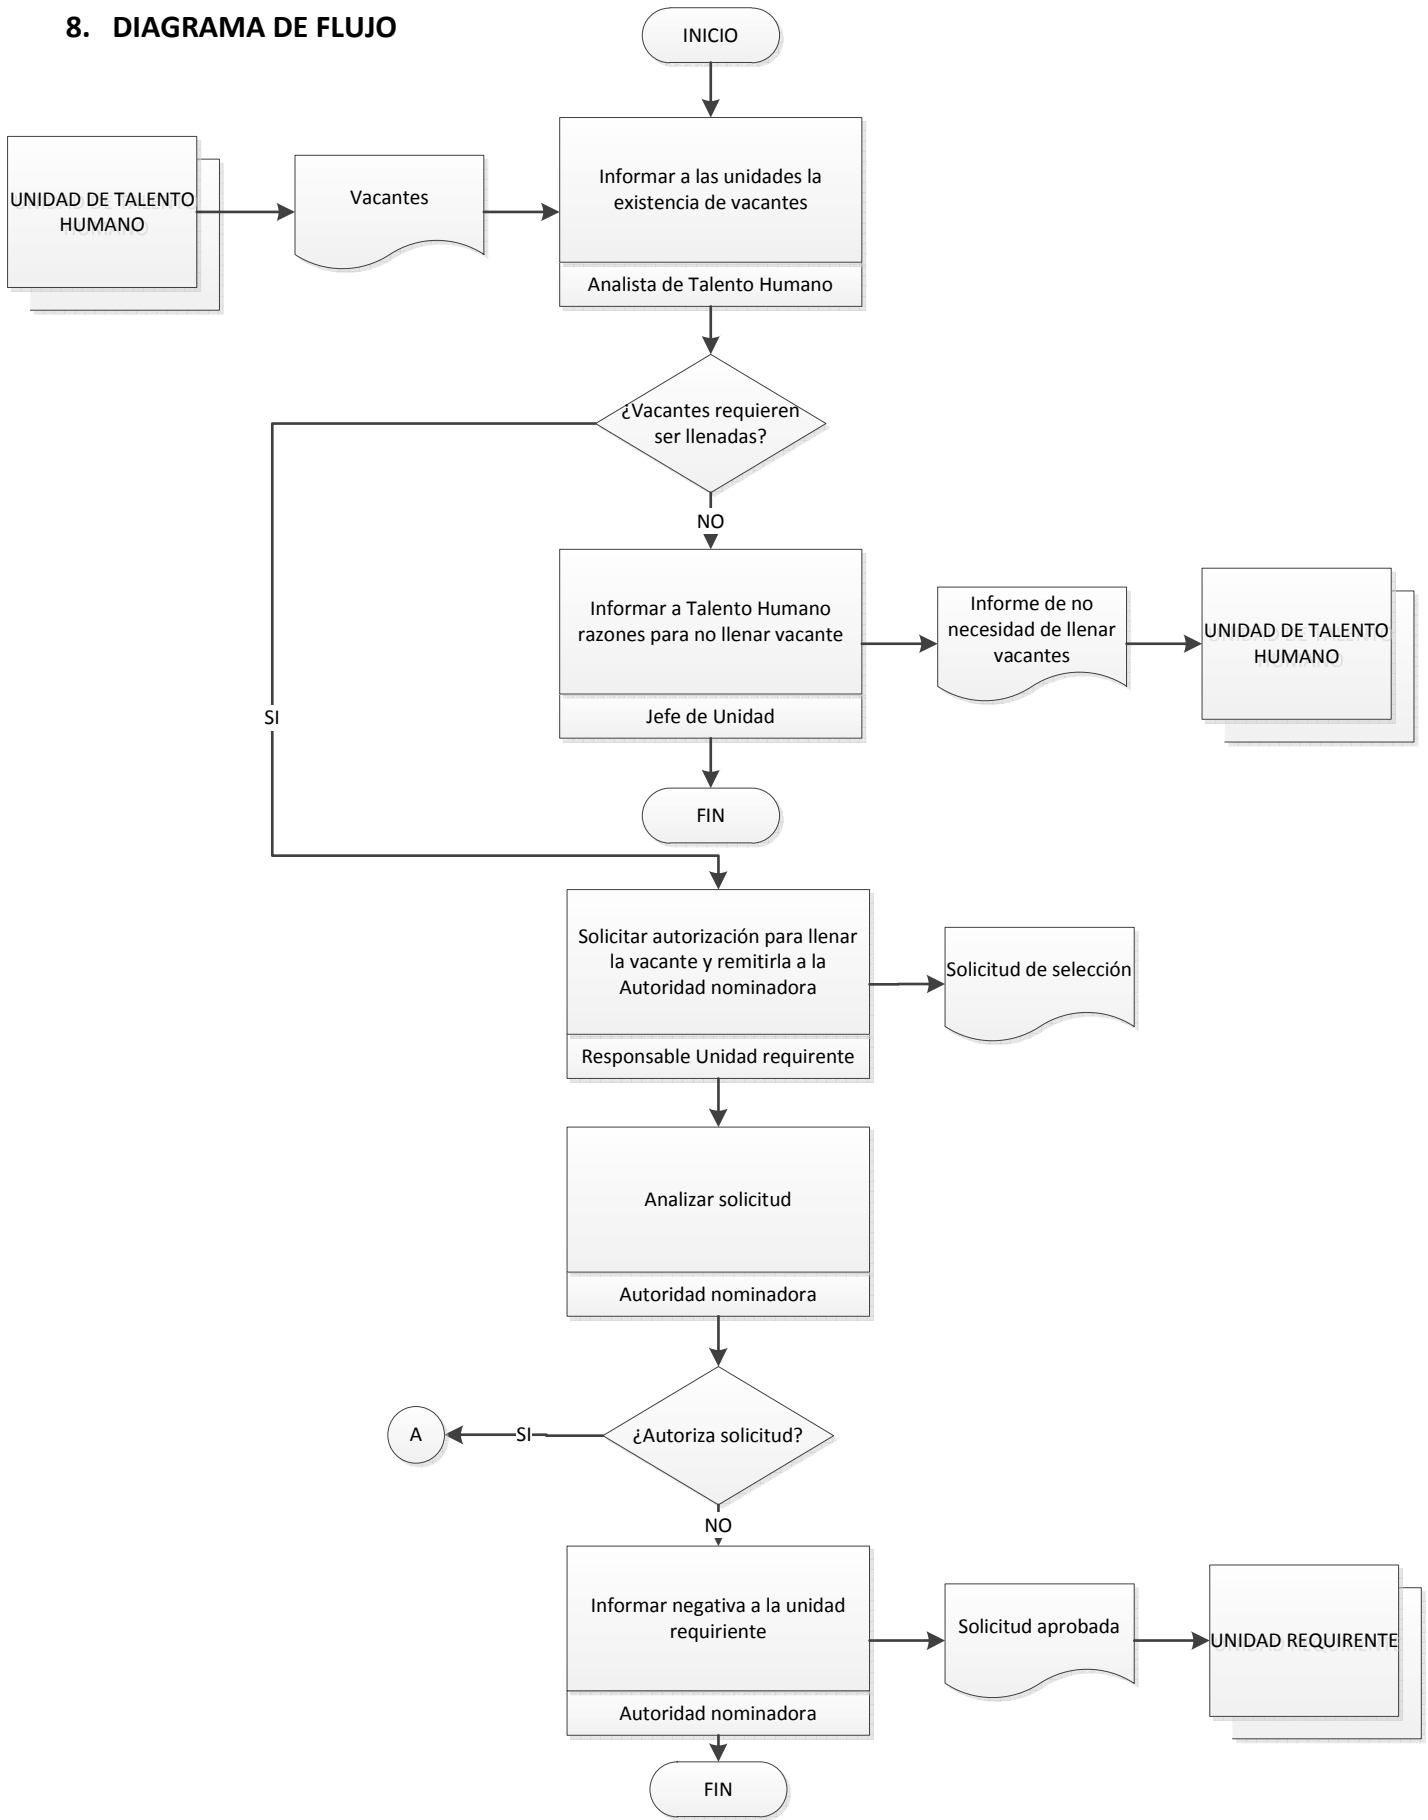 8. DIAGRAMA DE FLUJO
INICIO
UNIDAD DE TALENTO
HUMANO
Vacantes
Informar a las unidades la
existencia de vacantes
Analista de Talento Humano
¿Vacantes requieren
ser llenadas?
NO
SI
Informar a Talento Humano
razones para no llenar vacante
Jefe de Unidad
Informe de no
necesidad de llenar
vacantes
UNIDAD DE TALENTO
HUMANO
FIN
Solicitar autorización para llenar
la vacante y remitirla a la
Autoridad nominadora
Responsable Unidad requirente
Solicitud de selección
Analizar solicitud
Autoridad nominadora
¿Autoriza solicitud?
SI
A
NO
Informar negativa a la unidad
requiriente
Autoridad nominadora
Solicitud aprobada
UNIDAD REQUIRENTE
FIN